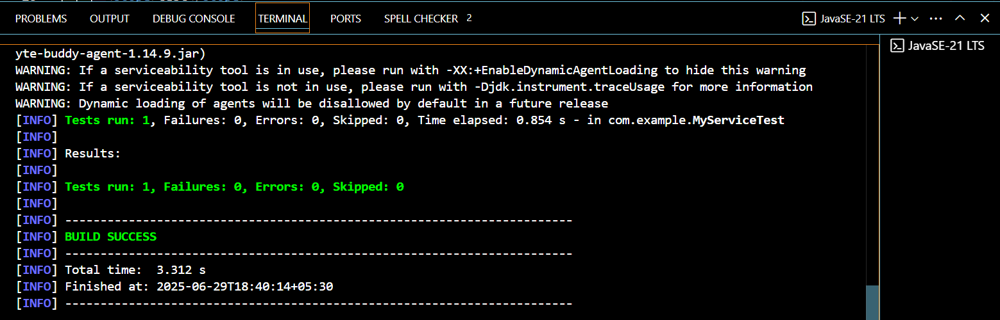 PROBLEMS OUTPUT DEBUG CONSOLE TERMINAL PORTS SPELL CHECKER 2 JavaSE-21 LTS
JavaSE-21 LTS
yte-buddy-agent-1.14.9.jar)
WARNING: If a serviceability tool is in use, please run with -XX:+EnableDynamicAgentLoading to hide this warning
WARNING: If a serviceability tool is not in use, please run with -Djdk.instrument.traceUsage for more information
WARNING: Dynamic loading of agents will be disallowed by default in a future release
[INFO] Tests run: 1, Failures: 0, Errors: 0, Skipped: 0, Time elapsed: 0.854 s - in com.example.MyServiceTest
[INFO]
[INFO] Results:
[INFO]
[INFO] Tests run: 1, Failures: 0, Errors: 0, Skipped: 0
[INFO]
[INFO] ------------------------------------------------------------------------
[INFO] BUILD SUCCESS
[INFO] ------------------------------------------------------------------------
[INFO] Total time:  3.312 s
[INFO] Finished at: 2025-06-29T18:40:14+05:30
[INFO] ------------------------------------------------------------------------